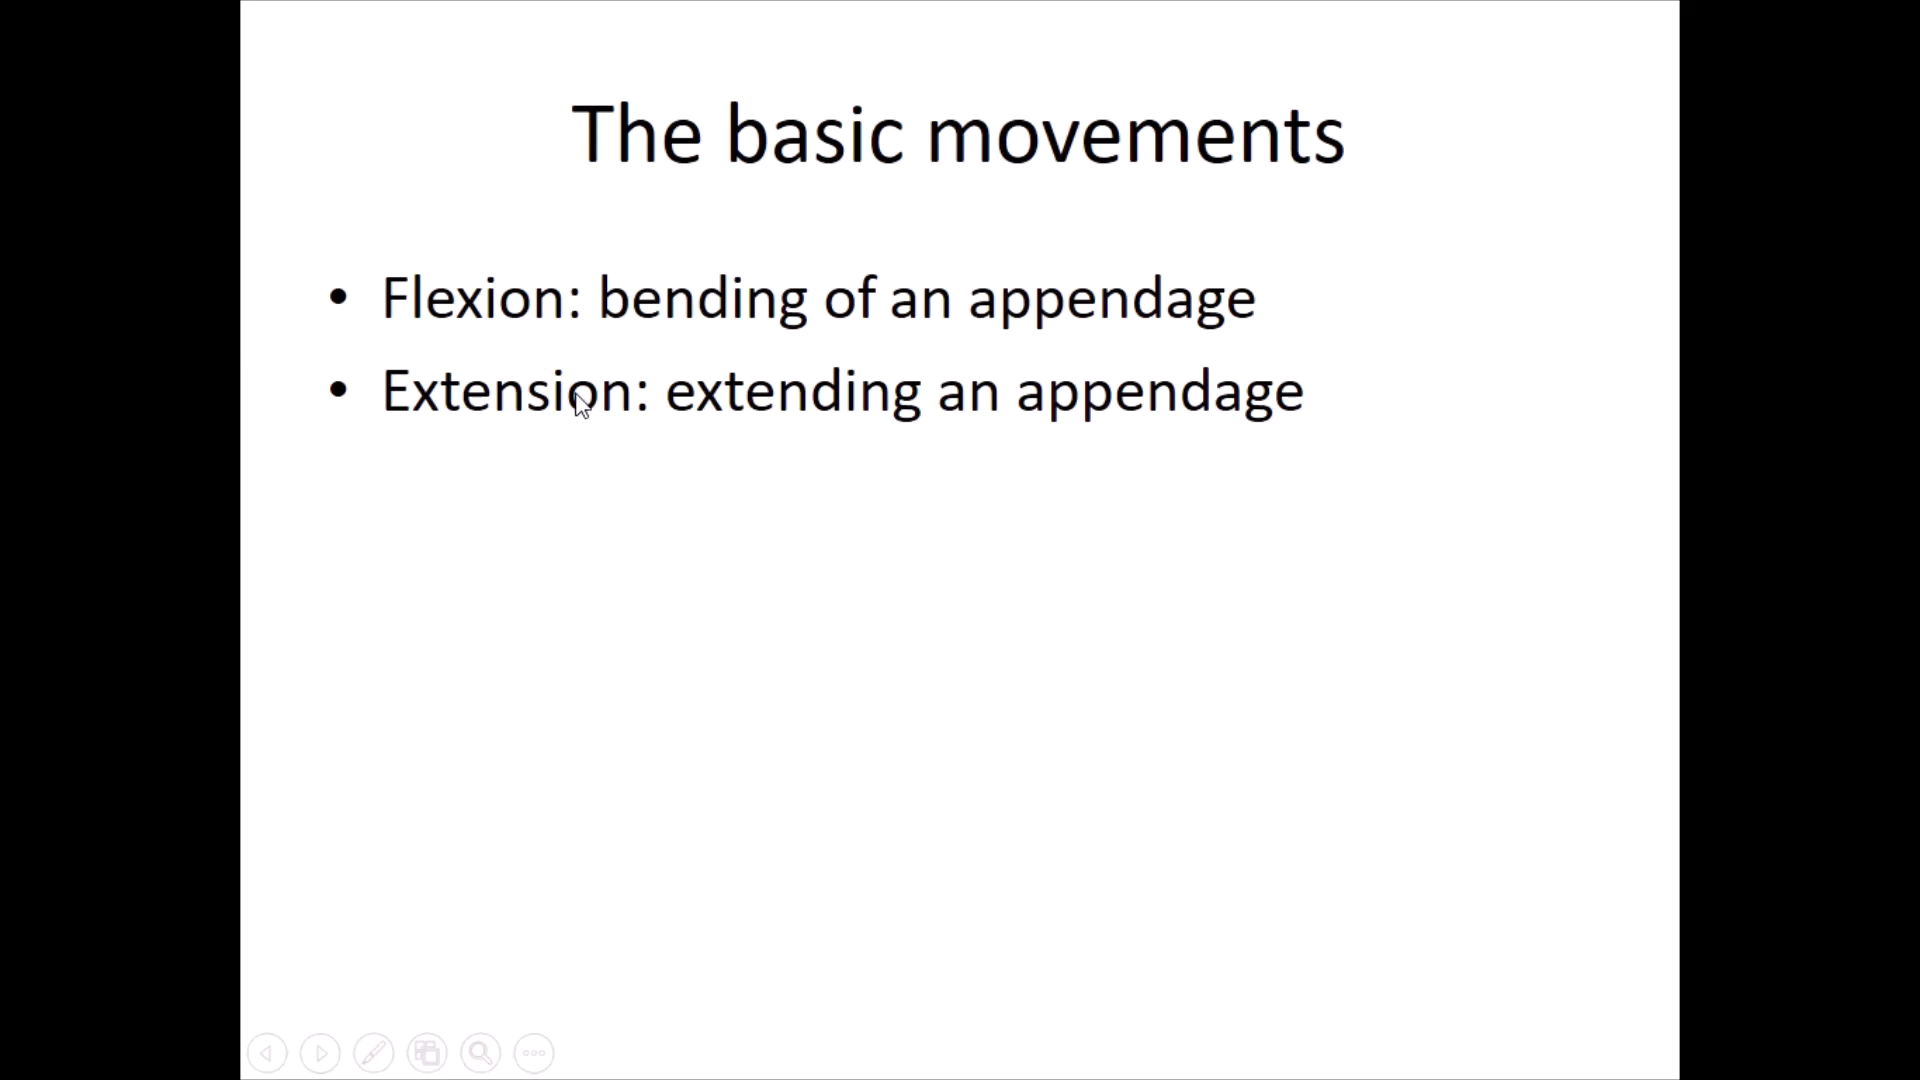 The basic movements
• Flexion: bending of an appendage
• Extension: extending an appendage